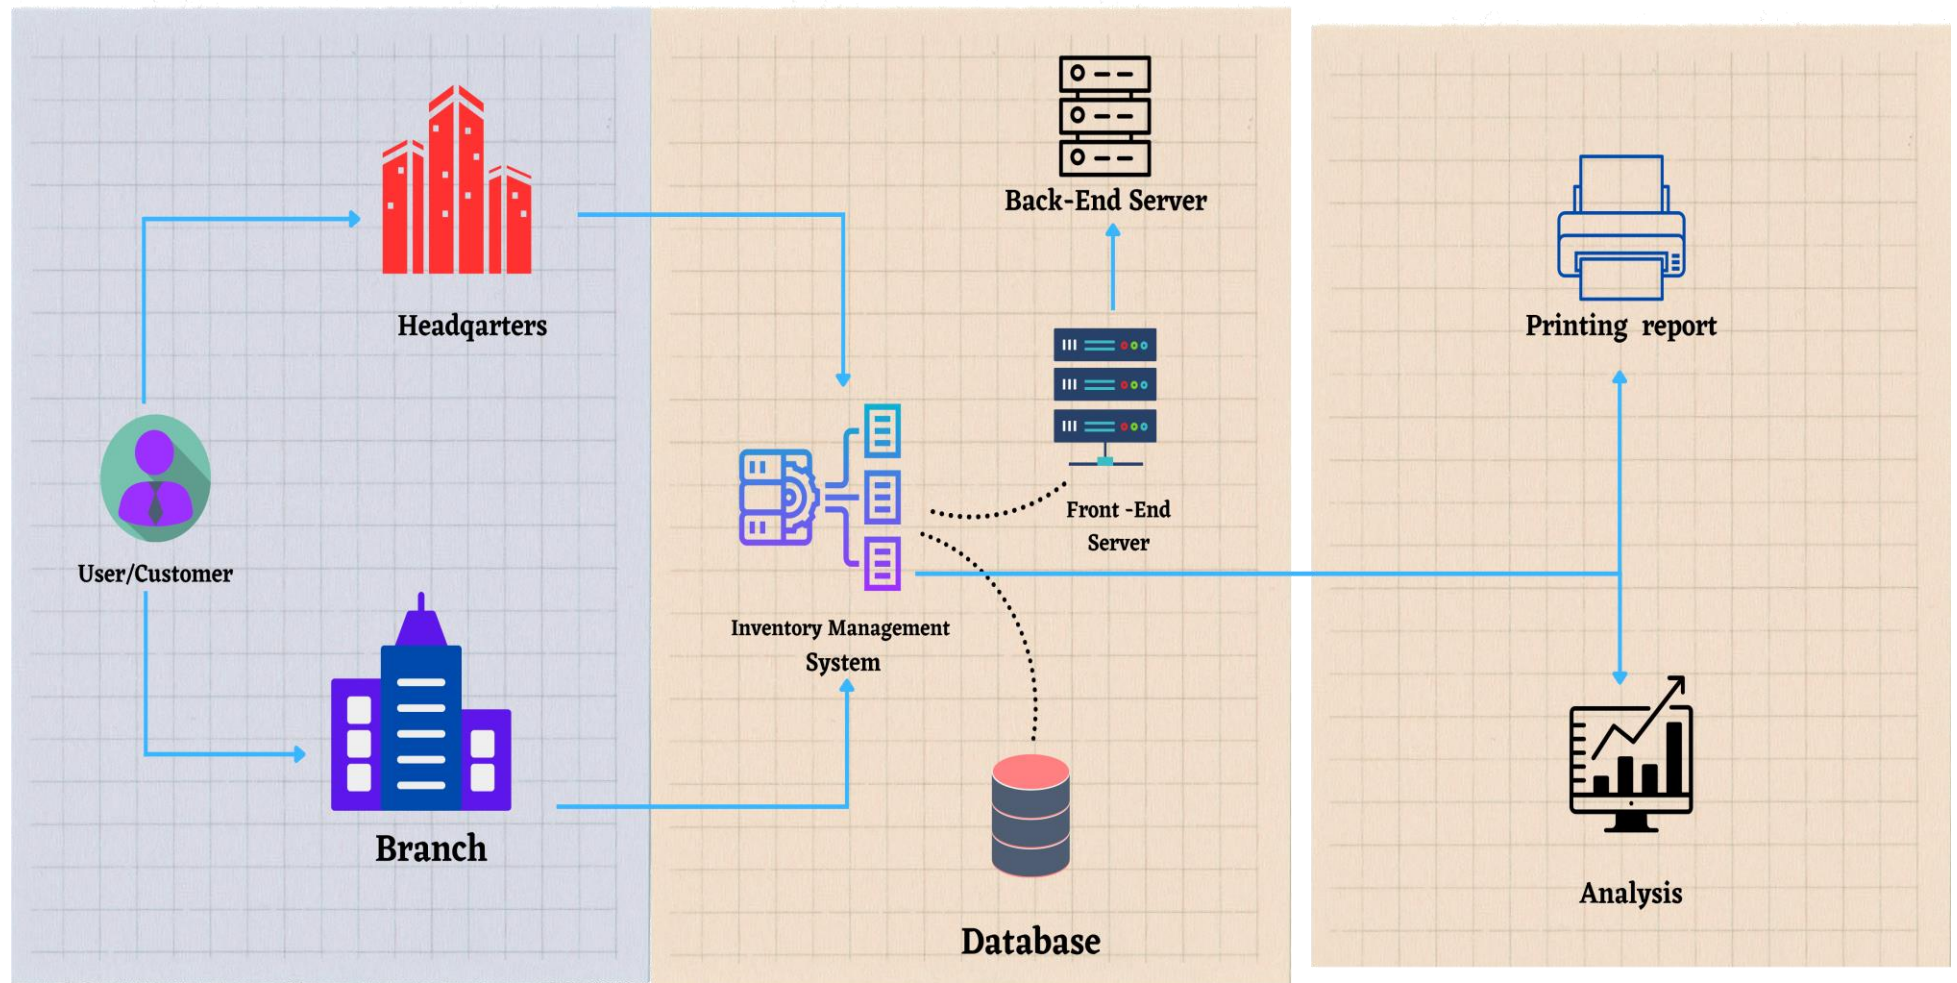 Headqarters
User/Customer
Branch
Back-End Server
Front -End
Server
Inventory Management
System
Database
Printing report
Analysis